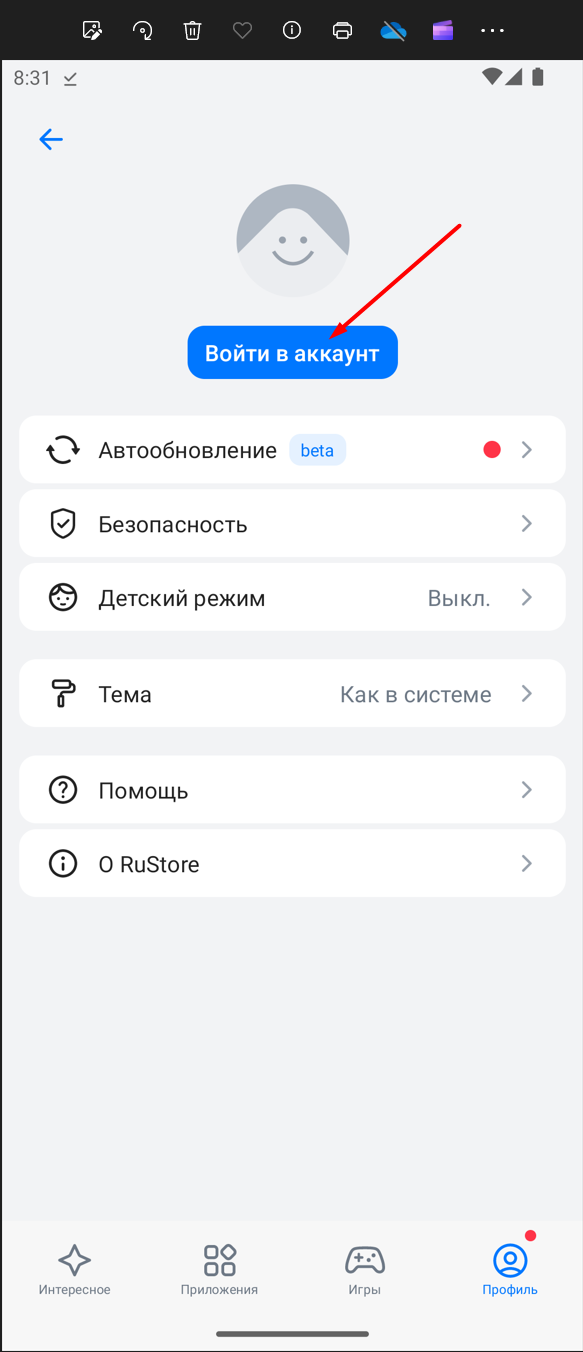 8:31
Войти в аккаунт
Автообновление beta
Безопасность
Детский режим Выкл.
Тема Как в системе
Помощь
О RuStore
Интересное Приложения Игры Профиль